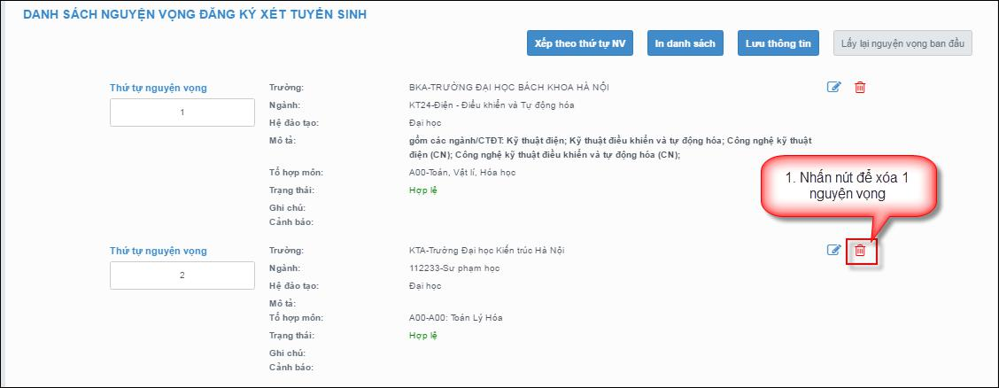 DANH SÁCH NGUYỆN VỌNG ĐĂNG KÝ XÉT TUYỂN SINH
Xếp theo thứ tự NV
In danh sách
Lưu thông tin
Lấy lại nguyện vọng ban đầu
Thứ tự nguyện vọng
1
Trường: BKA-TRƯỜNG ĐẠI HỌC BÁCH KHOA HÀ NỘI
Ngành: KT24-Điện - Điều khiển và Tự động hóa
Hệ đào tạo: Đại học
Mô tả: gồm các ngành/CTĐT: Kỹ thuật điện; Kỹ thuật điều khiển và tự động hóa; Công nghệ kỹ thuật
điện (CN); Công nghệ kỹ thuật điều khiển và tự động hóa (CN);
Tổ hợp môn: A00-Toán, Vật lí, Hóa học
Trạng thái: Hợp lệ
Ghi chú:
Cảnh báo:
1. Nhấn nút để xóa 1
nguyện vọng
Thứ tự nguyện vọng
2
Trường: KTA-Trường Đại học Kiến trúc Hà Nội
Ngành: 112233-Sư phạm học
Hệ đào tạo: Đại học
Mô tả:
Tổ hợp môn: A00-A00: Toán Lý Hóa
Trạng thái: Hợp lệ
Ghi chú:
Cảnh báo: